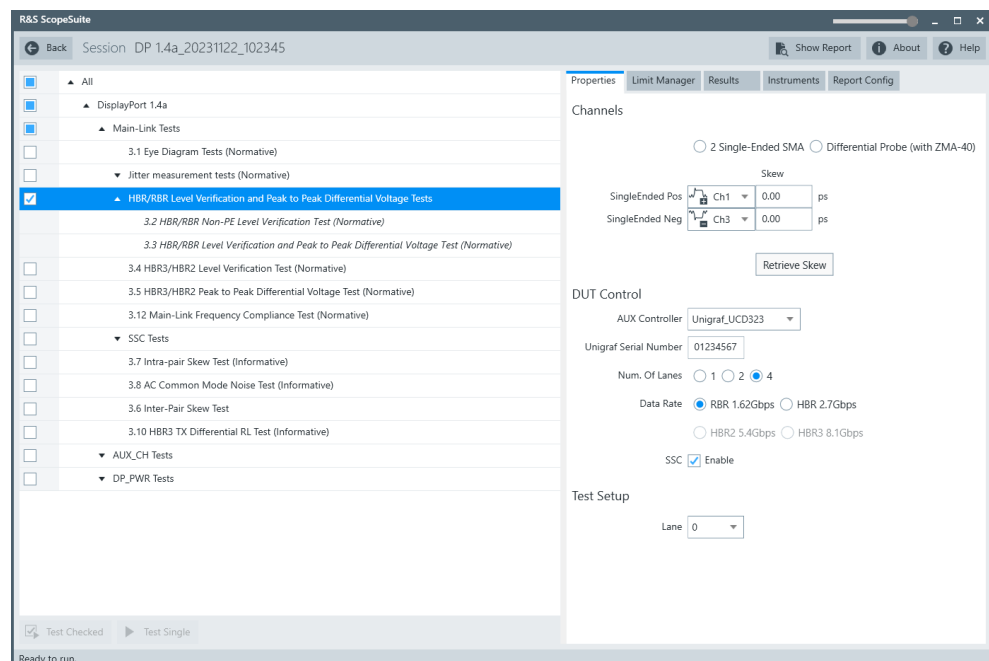 R&S ScopeSuite
Back Session DP 1.4a_20231122_102345 Show Report About Help
All
DisplayPort 1.4a
Main-Link Tests
3.1 Eye Diagram Tests (Normative)
Jitter measurement tests (Normative)
HBR/RBR Level Verification and Peak to Peak Differential Voltage Tests
3.2 HBR/RBR Non-PE Level Verification Test (Normative)
3.3 HBR/RBR Level Verification and Peak to Peak Differential Voltage Test (Normative)
3.4 HBR3/HBR2 Level Verification Test (Normative)
3.5 HBR3/HBR2 Peak to Peak Differential Voltage Test (Normative)
3.12 Main-Link Frequency Compliance Test (Normative)
SSC Tests
3.7 Intra-pair Skew Test (Informative)
3.8 AC Common Mode Noise Test (Informative)
3.6 Inter-Pair Skew Test
3.10 HBR3 TX Differential RL Test (Informative)
AUX_CH Tests
DP_PWR Tests
Test Checked Test Single
Properties Limit Manager Results Instruments Report Config
Channels
2 Single-Ended SMA Differential Probe (with ZMA-40)
Skew
SingleEnded Pos Ch1 0.00 ps
SingleEnded Neg Ch3 0.00 ps
Retrieve Skew
DUT Control
AUX Controller Unigraf_UCD323
Unigraf Serial Number 01234567
Num. Of Lanes 1 2 4
Data Rate RBR 1.62Gbps HBR 2.7Gbps
HBR2 5.4Gbps HBR3 8.1Gbps
SSC Enable
Test Setup
Lane 0
Ready to run.